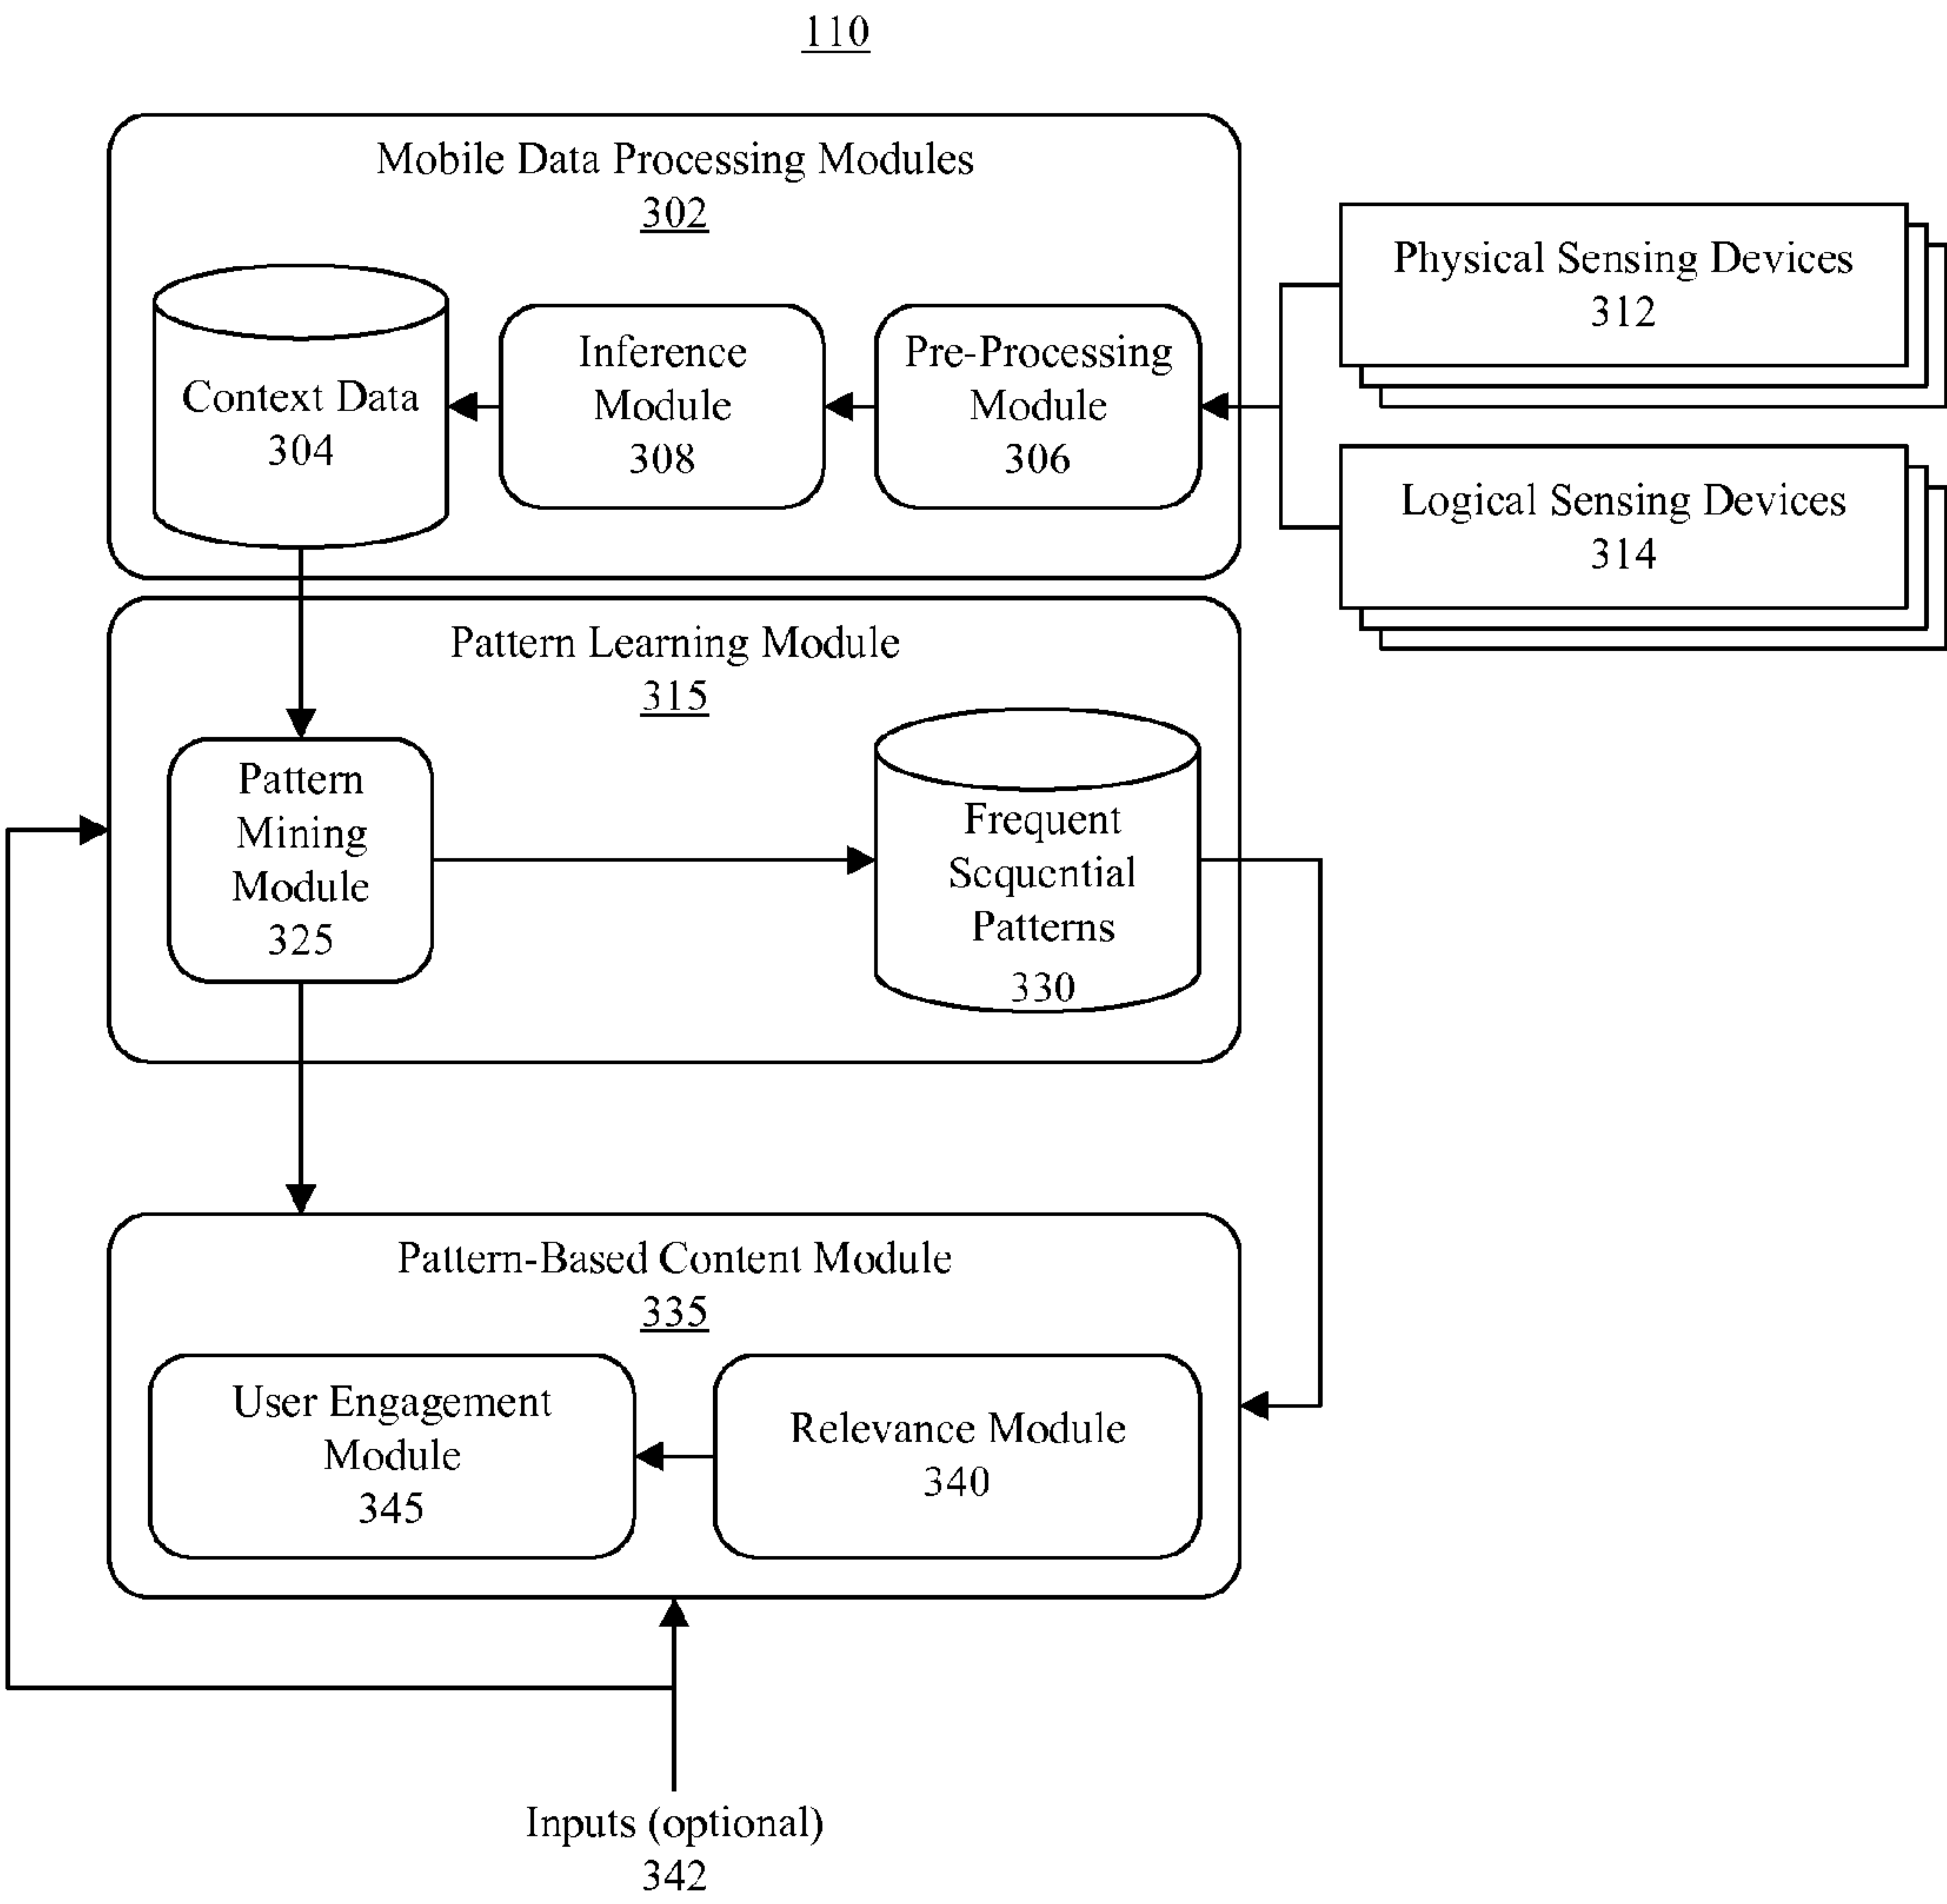 110
Mobile Data Processing Modules
302
Physical Sensing Devices
312
Context Data
304
Inference
Module
308
Pre-Processing
Module
306
Logical Sensing Devices
314
Pattern Learning Module
315
Pattern
Mining
Module
325
Frequent
Sequential
Patterns
330
Pattern-Based Content Module
335
User Engagement
Module
345
Relevance Module
340
Inputs (optional)
342